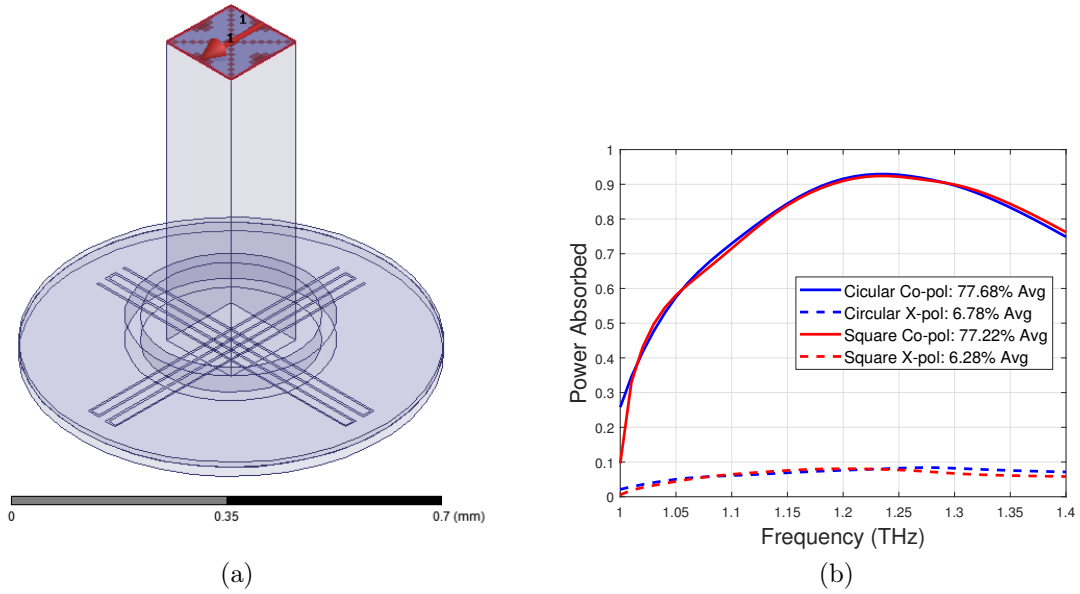 1
1
0
0.35
0.7 (mm)
(a)
Power Absorbed
1
0.9
0.8
0.7
0.6
0.5
0.4
0.3
0.2
0.1
0
Cicular Co-pol: 77.68% Avg
Circular X-pol: 6.78% Avg
Square Co-pol: 77.22% Avg
Square X-pol: 6.28% Avg
1 1.05 1.1 1.15 1.2 1.25 1.3 1.35 1.4
Frequency (THz)
(b)